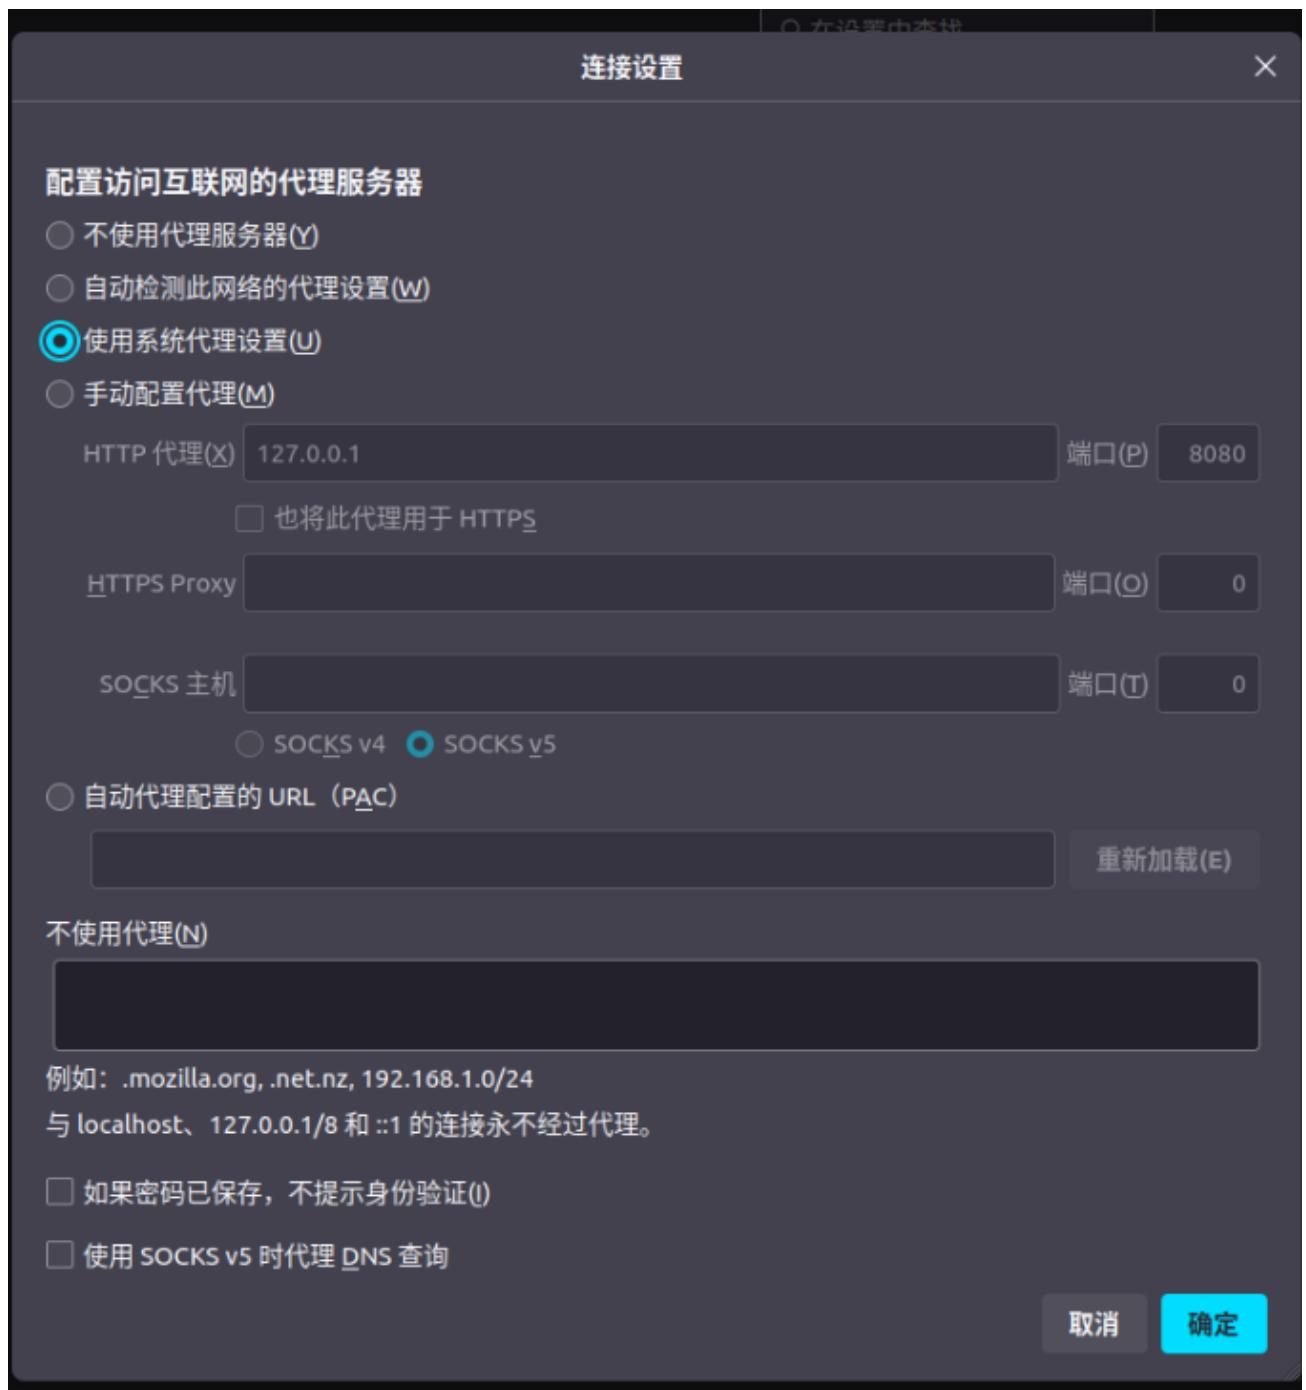 在设置中查找
连接设置
配置访问互联网的代理服务器
不使用代理服务器(Y)
自动检测此网络的代理设置(W)
使用系统代理设置(U)
手动配置代理(M)
HTTP 代理(X) 127.0.0.1 端口(P) 8080
也将此代理用于 HTTPS
HTTPS Proxy 端口(O) 0
SOCKS 主机 端口(T) 0
SOCKS v4 SOCKS v5
自动代理配置的 URL（PAC）
重新加载(E)
不使用代理(N)
例如：.mozilla.org, .net.nz, 192.168.1.0/24
与 localhost、127.0.0.1/8 和 ::1 的连接永不经过代理。
如果密码已保存，不提示身份验证(I)
使用 SOCKS v5 时代理 DNS 查询
取消 确定